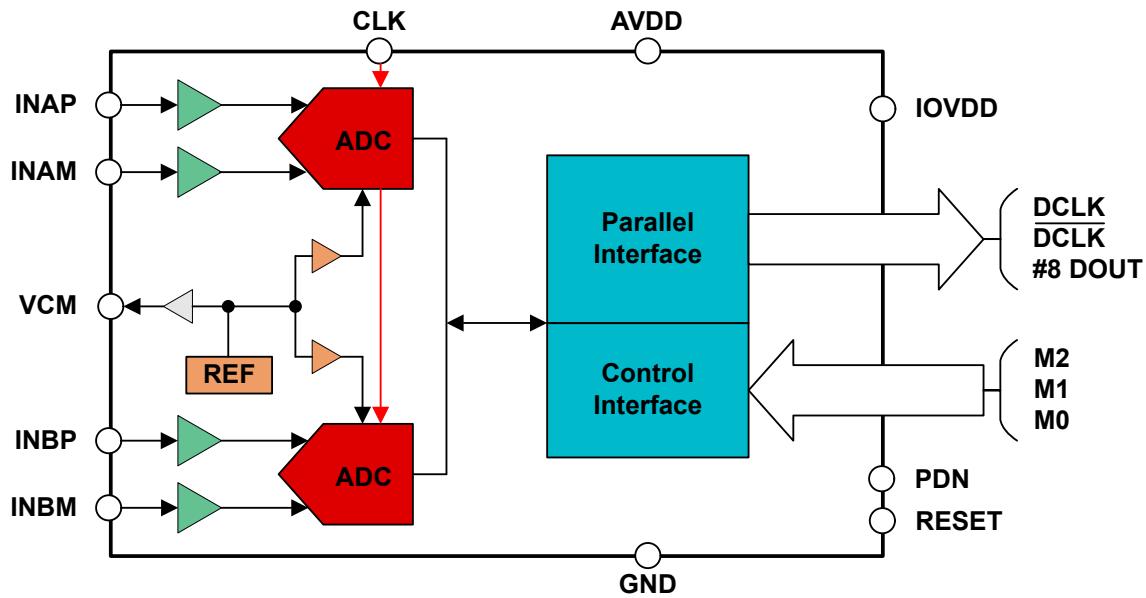 CLK
AVDD
INAP
INAM
ADC
IOVDD
Parallel
Interface
DCLK
DCLK
#8 DOUT
VCM
REF
Control
Interface
M2
M1
M0
INBP
INBM
ADC
PDN
RESET
GND